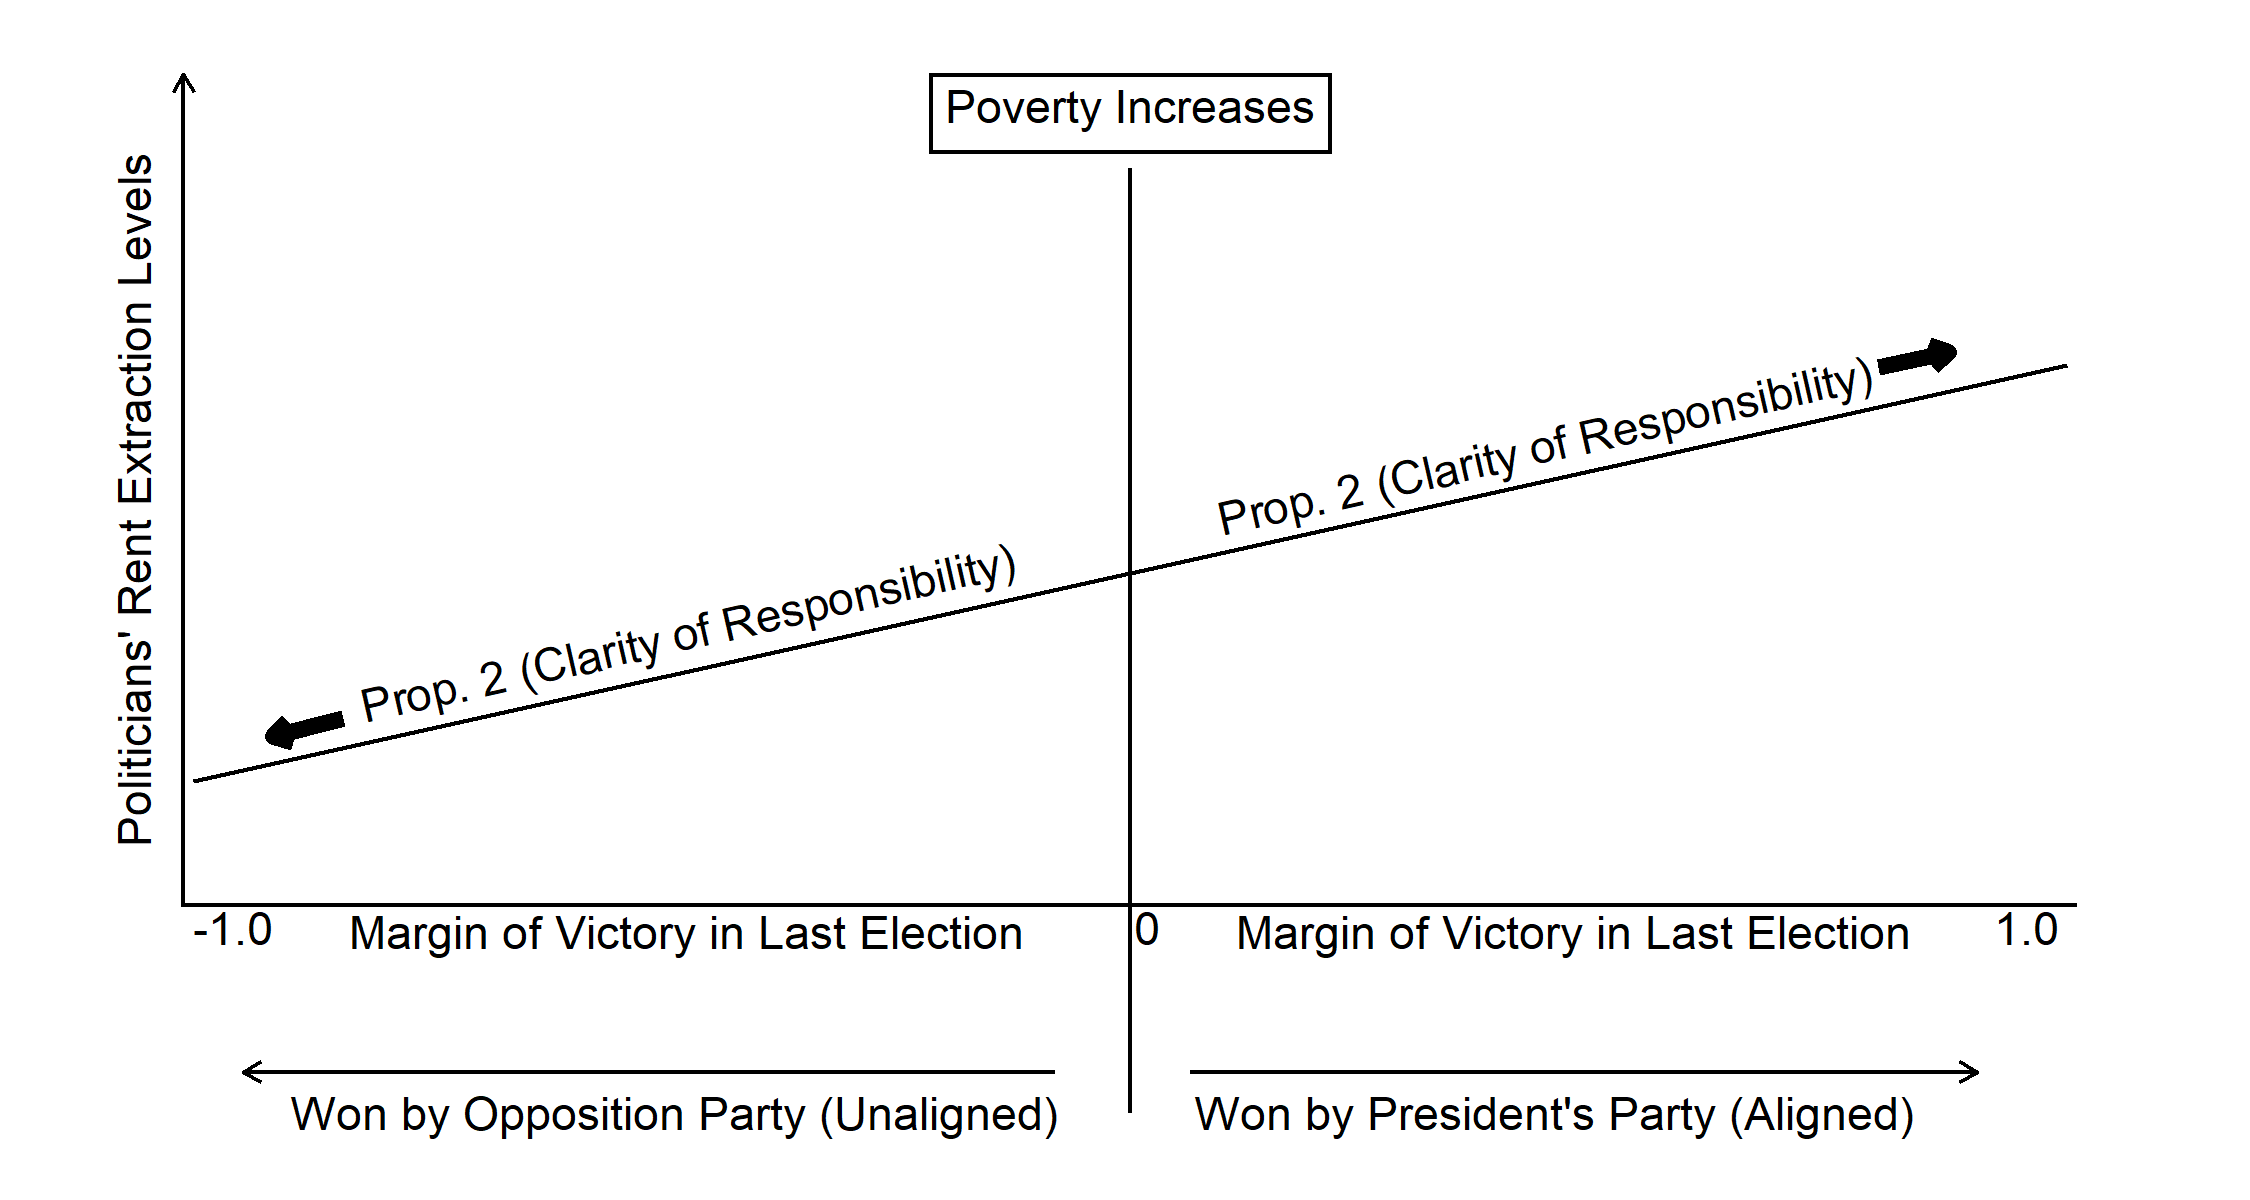 Poverty Increases
Politicians' Rent Extraction Levels
Prop. 2 (Clarity of Responsibility)
Prop. 2 (Clarity of Responsibility)
-1.0
Margin of Victory in Last Election
0
Margin of Victory in Last Election
1.0
Won by Opposition Party (Unaligned)
Won by President's Party (Aligned)